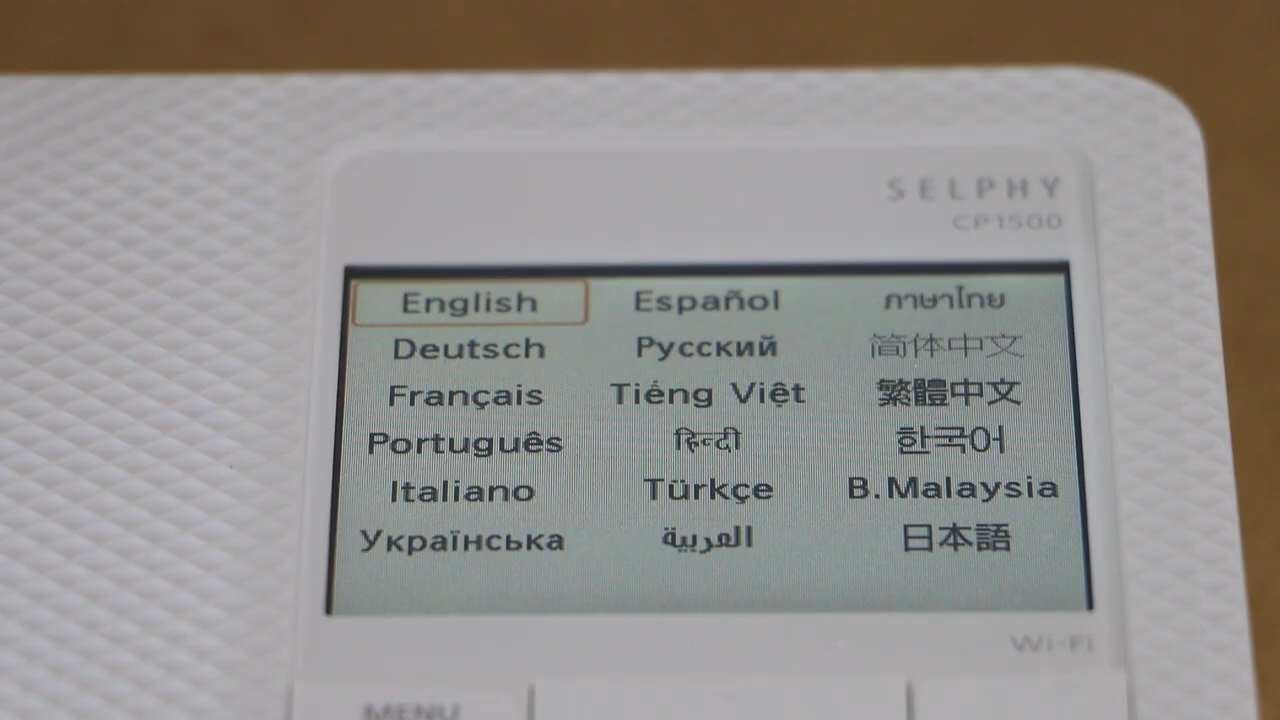 SELPHY
CP1500
English Español ภาษาไทย
Deutsch Русский 简体中文
Français Tiếng Việt 繁體中文
Português हिन्दी 한국어
Italiano Türkçe B.Malaysia
Українська العربية 日本語
Wi-Fi
MENU